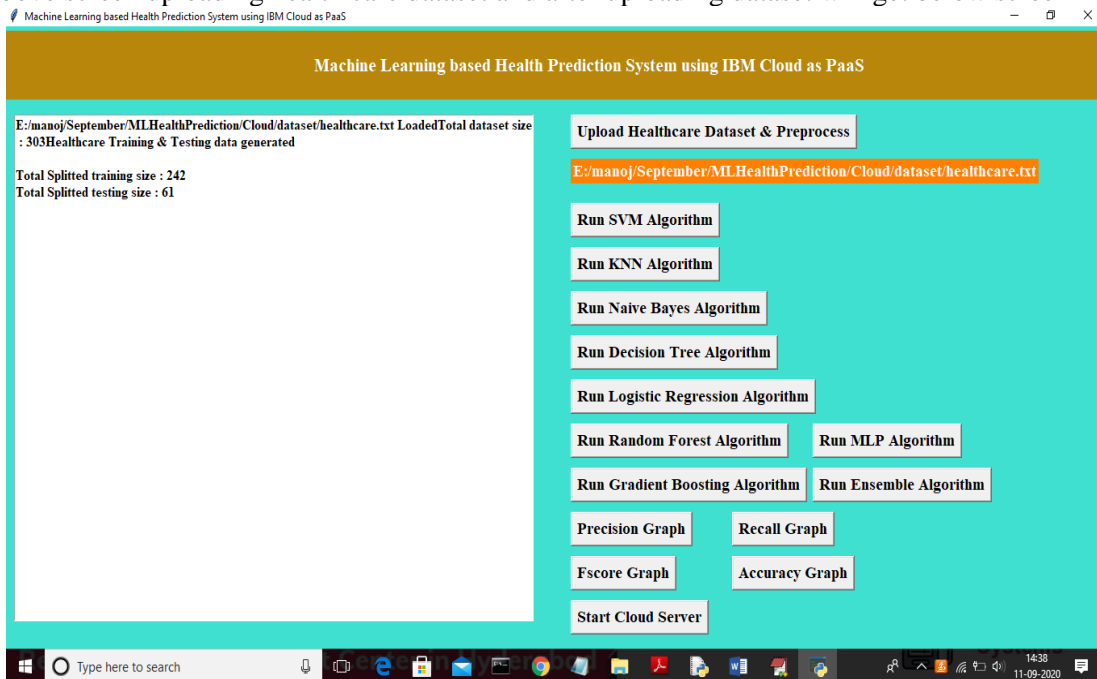 Machine Learning based Health Prediction System using IBM Cloud as PaaS
Machine Learning based Health Prediction System using IBM Cloud as PaaS
E:/manoj/September/MLHealthPrediction/Cloud/dataset/healthcare.txt LoadedTotal dataset size
: 303Healthcare Training & Testing data generated
Total Splitted training size : 242
Total Splitted testing size : 61
Upload Healthcare Dataset & Preprocess
E:/manoj/September/MLHealthPrediction/Cloud/dataset/healthcare.txt
Run SVM Algorithm
Run KNN Algorithm
Run Naive Bayes Algorithm
Run Decision Tree Algorithm
Run Logistic Regression Algorithm
Run Random Forest Algorithm Run MLP Algorithm
Run Gradient Boosting Algorithm Run Ensemble Algorithm
Precision Graph Recall Graph
Fscore Graph Accuracy Graph
Start Cloud Server
Type here to search
14:38
11-09-2020